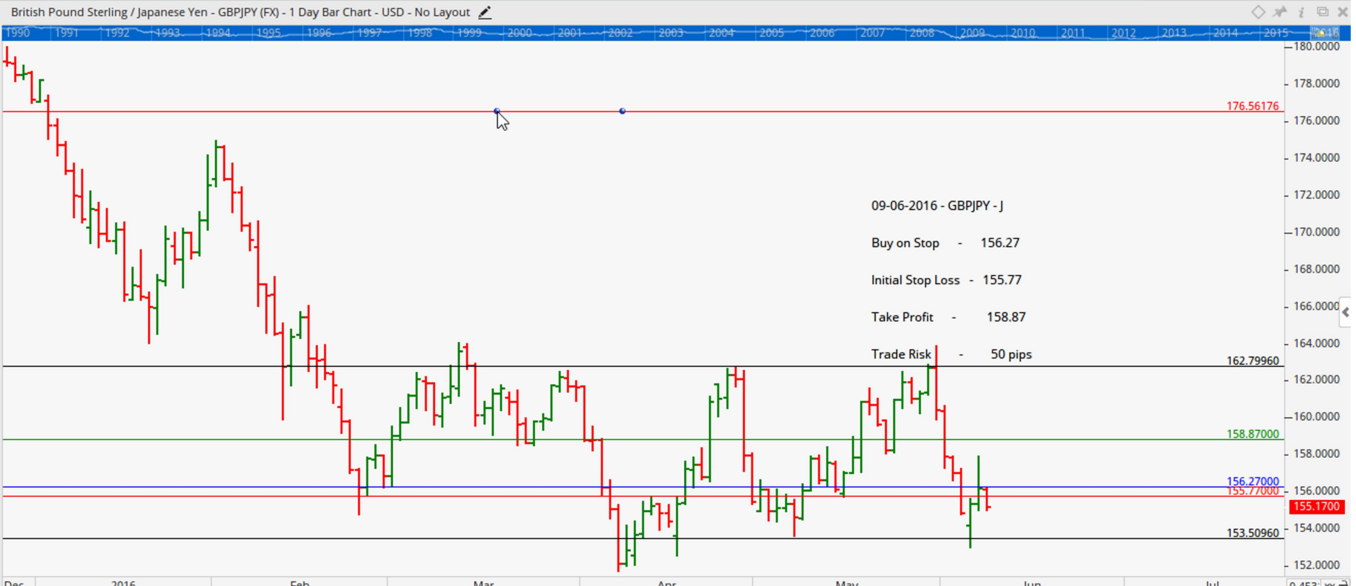 British Pound Sterling / Japanese Yen - GBPJPY (FX) - 1 Day Bar Chart - USD - No Layout
1990 1991 1992 1993 1994 1995 1996 1997 1998 1999 2000 2001 2002 2003 2004 2005 2006 2007 2008 2009 2010 2011 2012 2013 2014 2015 2016
180.0000
178.0000
176.56176
176.0000
174.0000
172.0000
09-06-2016 - GBPJPY - J
170.0000
Buy on Stop - 156.27
168.0000
Initial Stop Loss - 155.77
166.0000
Take Profit - 158.87
164.0000
Trade Risk - 50 pips
162.79960
162.0000
160.0000
158.87000
158.0000
156.27000
156.0000
155.77000
155.1700
154.0000
153.50960
152.0000
Dec 2016 Feb Mar Apr May Jun Jul